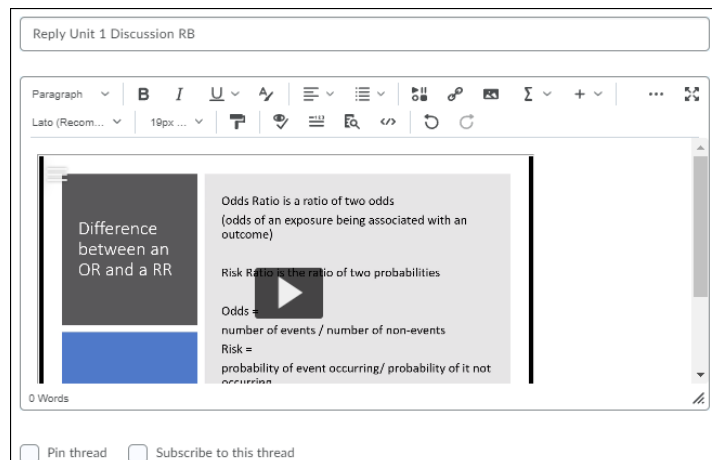 Reply Unit 1 Discussion RB
Paragraph B I U A
Lato (Recom... 19px ...
Difference
between an
OR and a RR
Odds Ratio is a ratio of two odds
(odds of an exposure being associated with an
outcome)
Risk Ratio is the ratio of two probabilities
Odds =
number of events / number of non-events
Risk =
probability of event occurring/ probability of it not
occurring
0 Words
Pin thread Subscribe to this thread